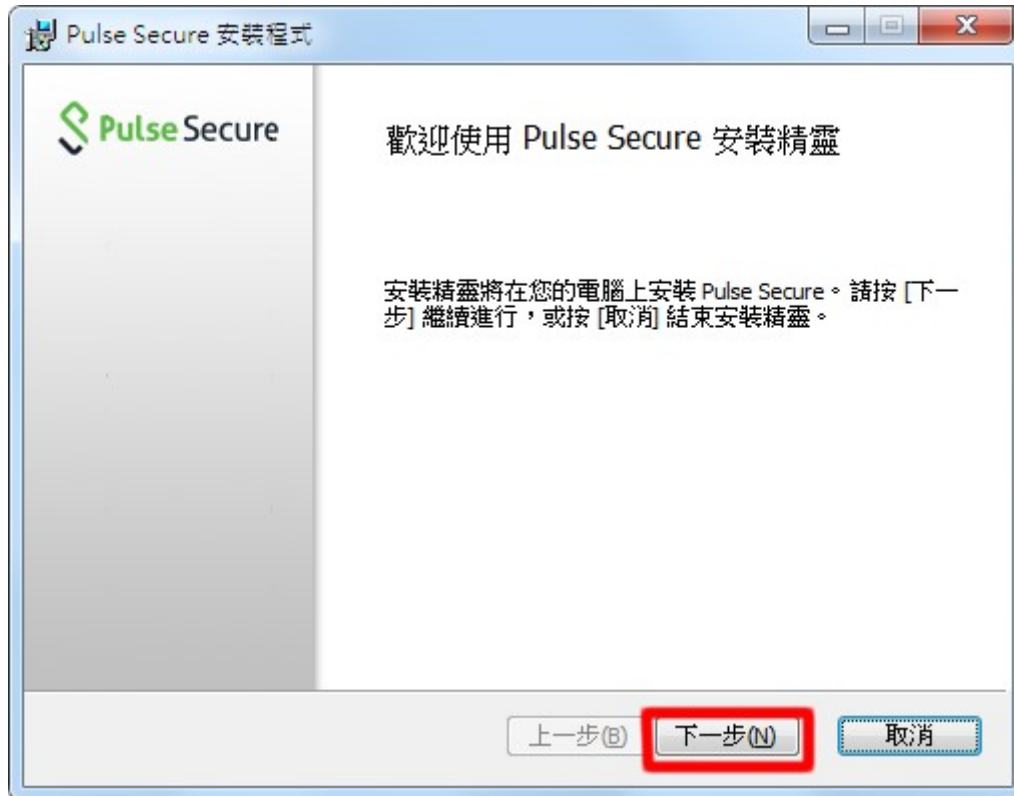 Pulse Secure 安裝程式
Pulse Secure
歡迎使用 Pulse Secure 安裝精靈
安裝精靈將在您的電腦上安裝 Pulse Secure。請按 [下一
步] 繼續進行，或按 [取消] 結束安裝精靈。
上一步(B) 下一步(N) 取消